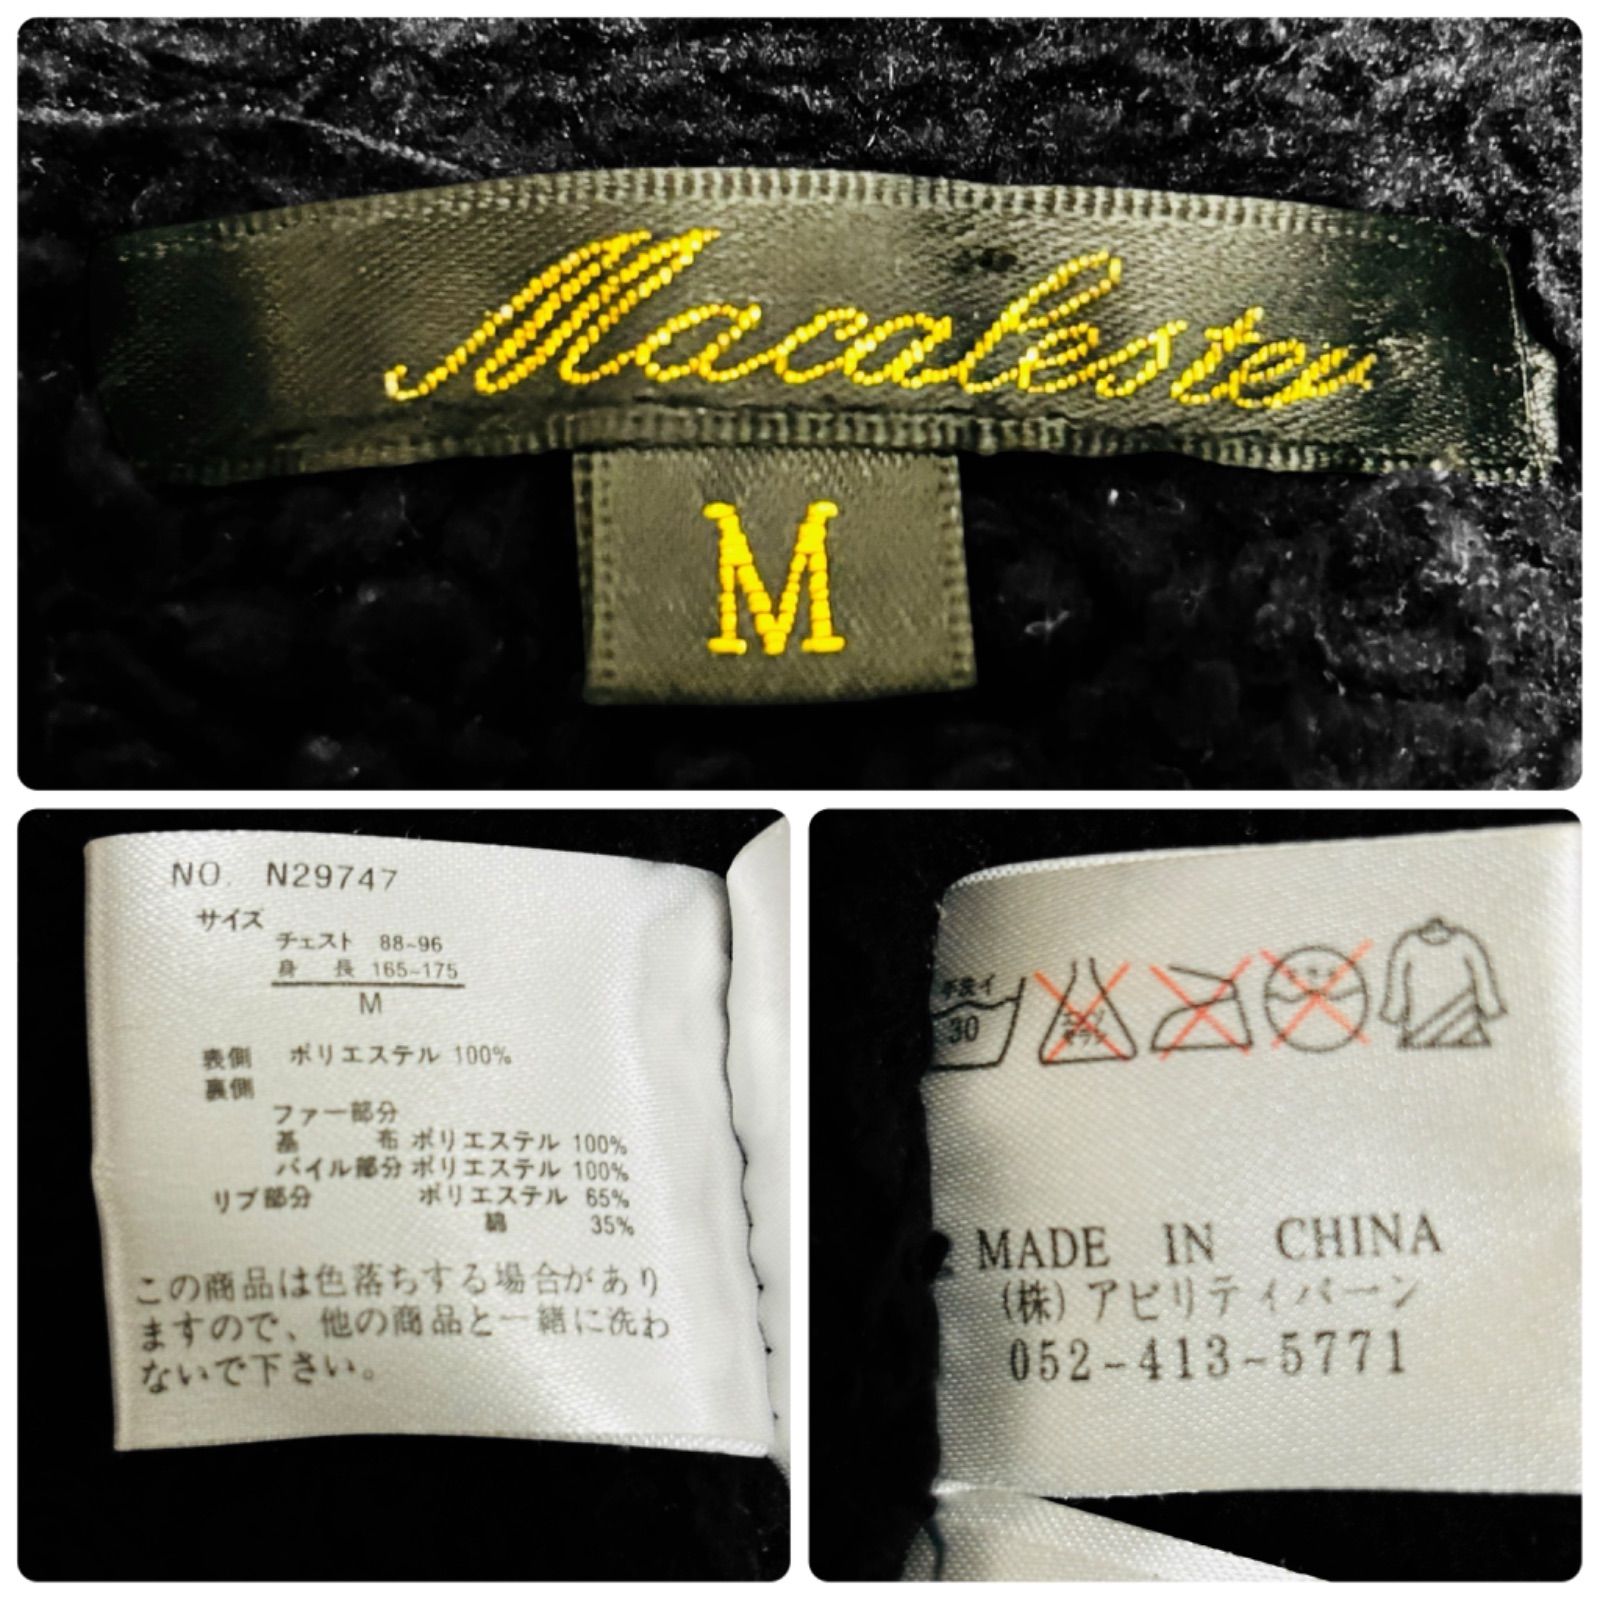 Macalester
M
NO. N29747
サイズ
チェスト 88~96
身長 165~175
M
表側 ポリエステル 100%
裏側
ファー部分
基布 ポリエステル 100%
パイル部分 ポリエステル 100%
リブ部分 ポリエステル 65%
綿 35%
この商品は色落ちする場合があり
ますので、他の商品と一緒に洗わ
ないで下さい。
手洗イ
30
MADE IN CHINA
(株)アビリティバーン
052-413-5771